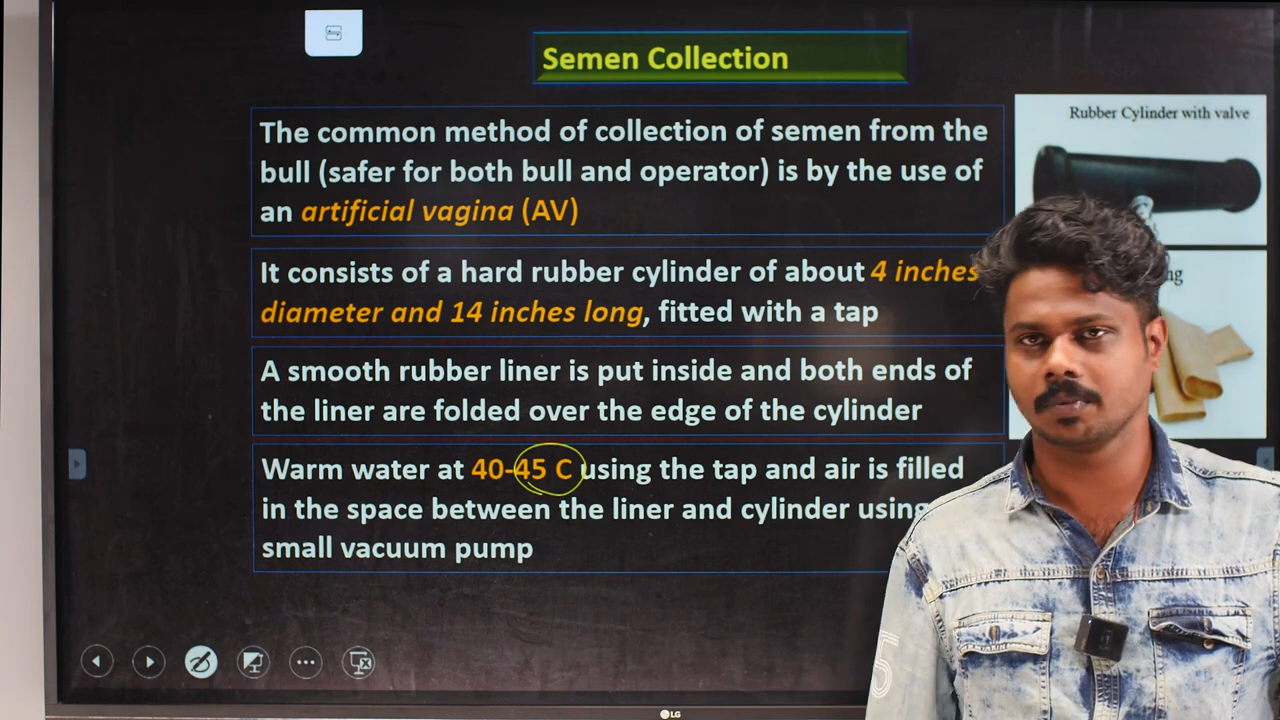 Semen Collection
The common method of collection of semen from the
bull (safer for both bull and operator) is by the use of
an artificial vagina (AV)
It consists of a hard rubber cylinder of about 4 inches
diameter and 14 inches long, fitted with a tap
A smooth rubber liner is put inside and both ends of
the liner are folded over the edge of the cylinder
Warm water at 40-45 C using the tap and air is filled
in the space between the liner and cylinder using
small vacuum pump
Rubber Cylinder with valve
LG